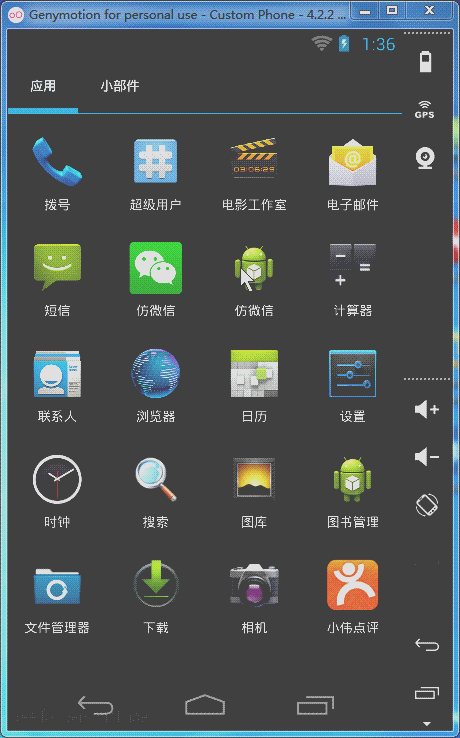 Genymotion for personal use - Custom Phone - 4.2.2 ...
1:36
GPS
应用 小部件
03:06:23
拨号 超级用户 电影工作室 电子邮件
短信 仿微信 仿微信 计算器
联系人 浏览器 日历 设置
时钟 搜索 图库 图书管理
文件管理器 下载 相机 小伟点评